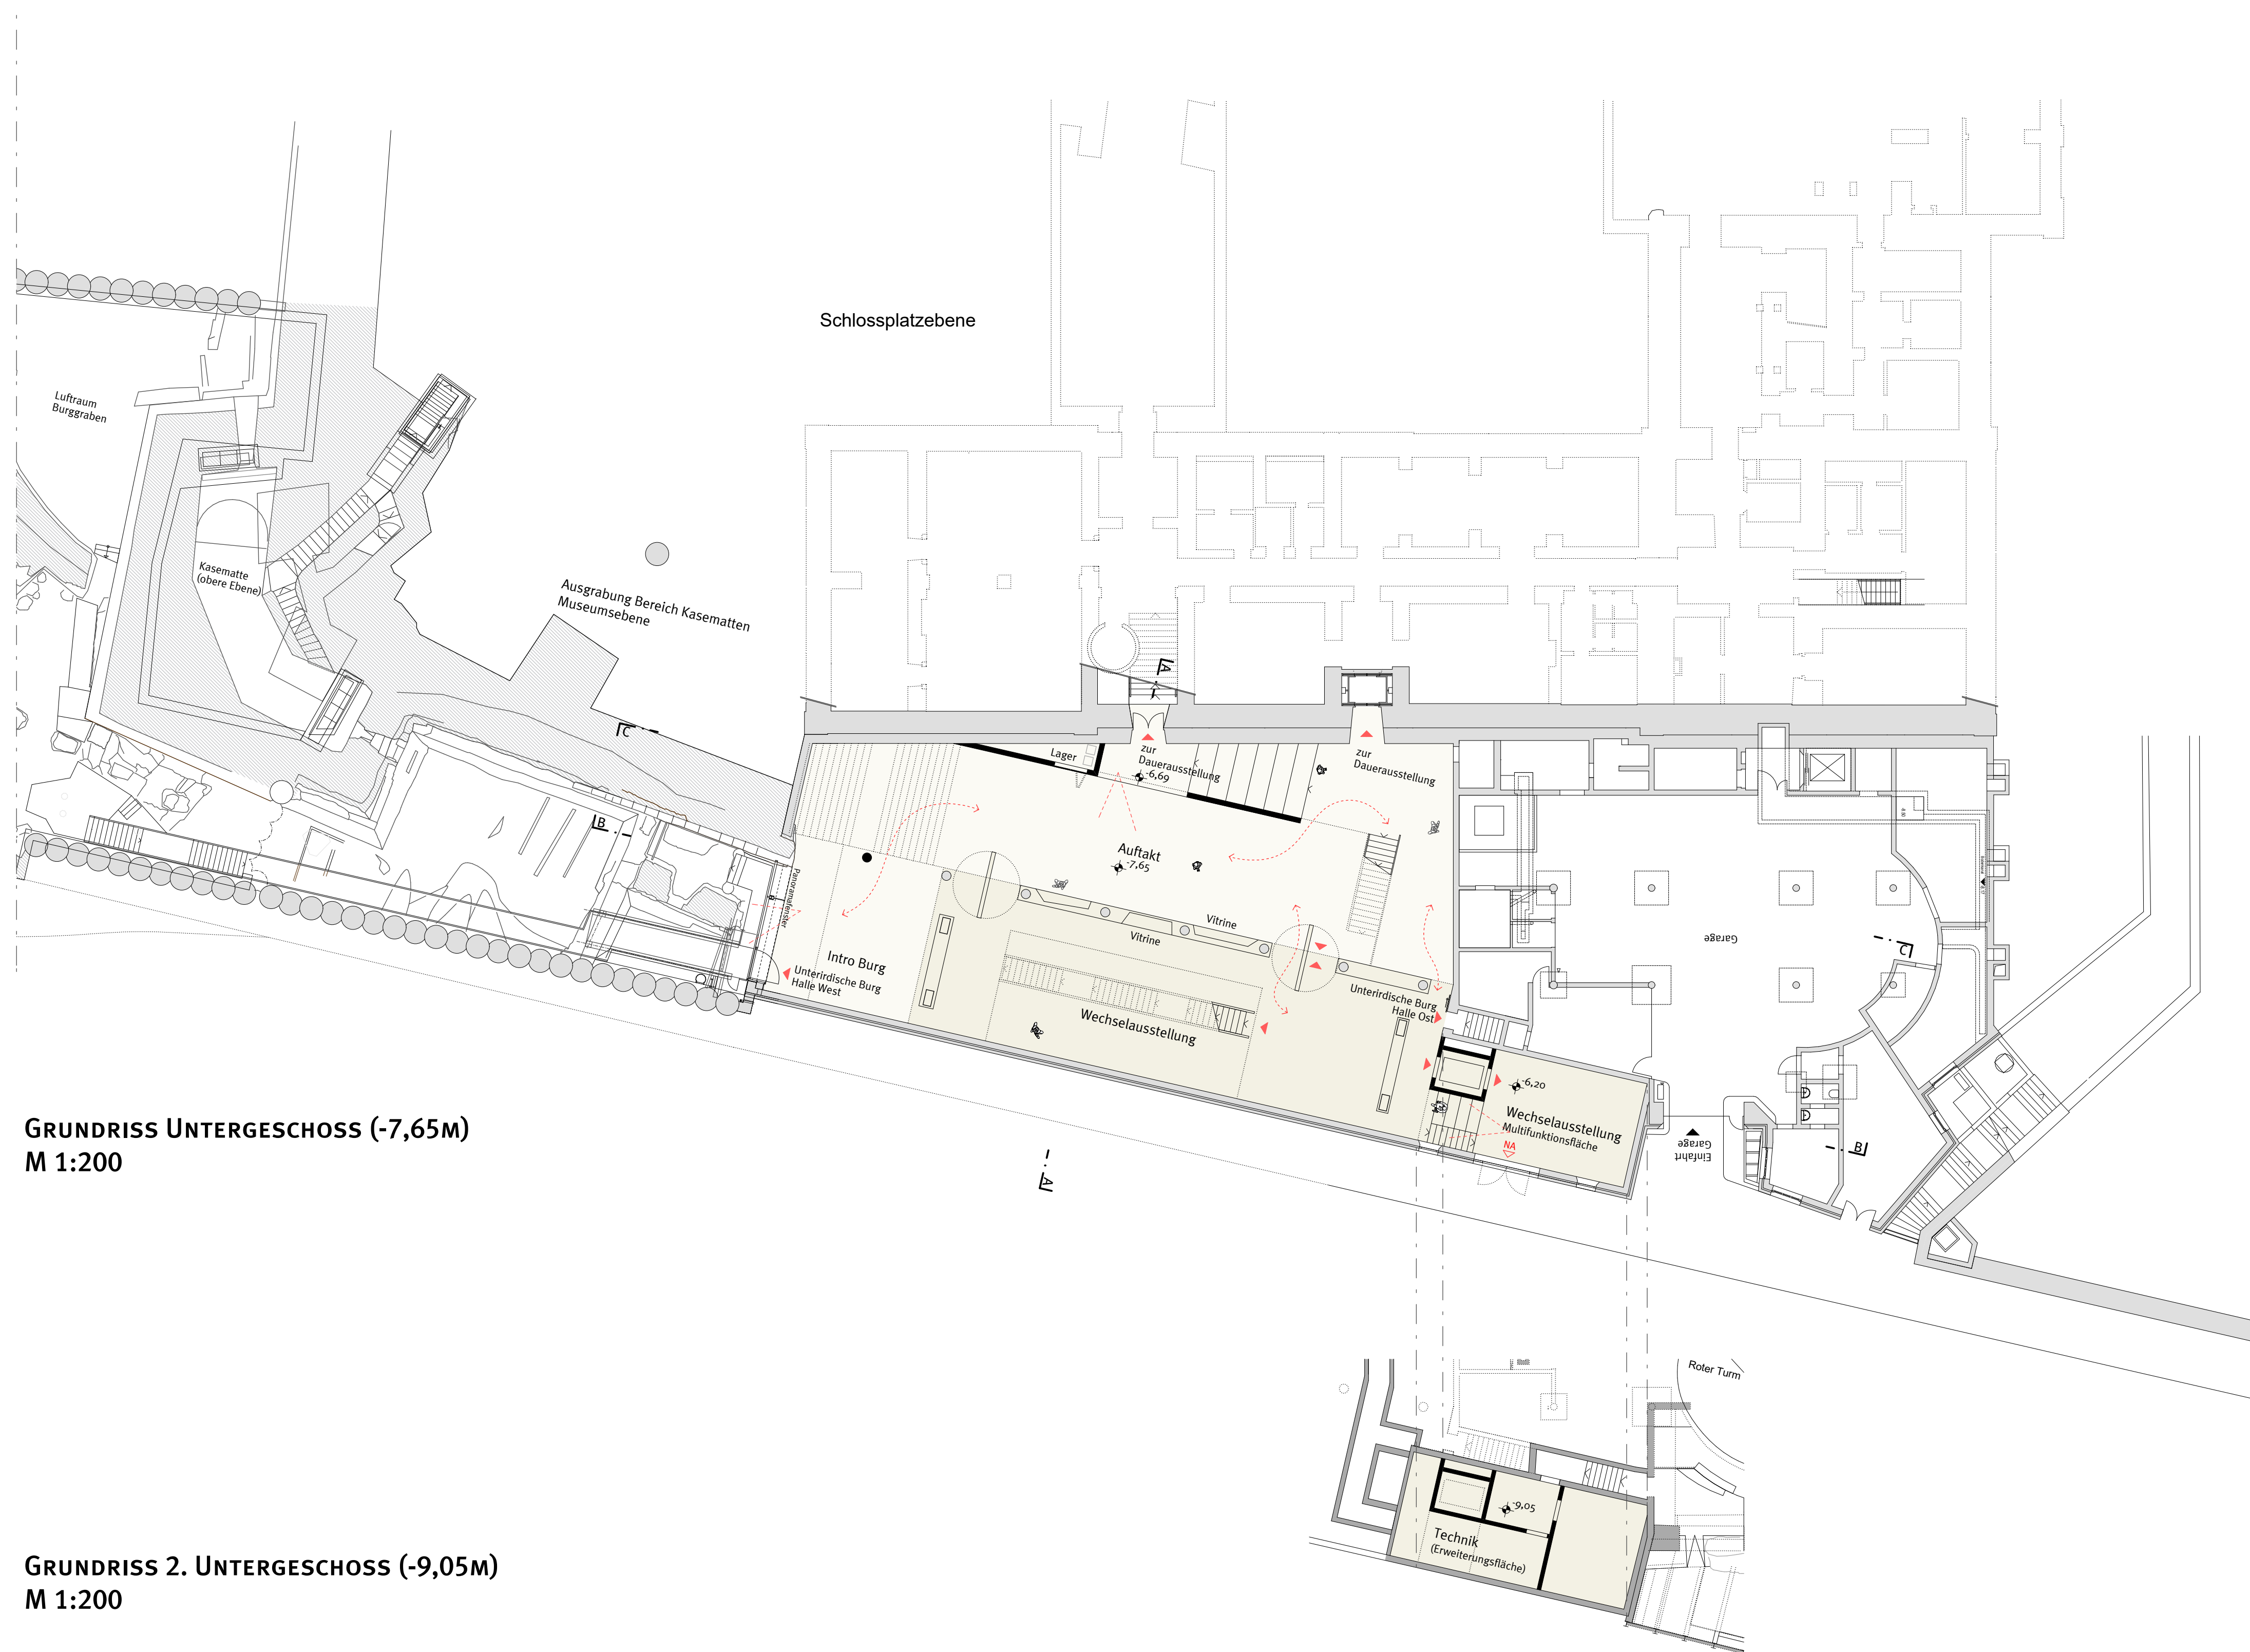 Schlossplatzebene
Luftraum
Burggraben
Kasematte
(obere Ebene)
Ausgrabung Bereich Kasematten
Museumsebene
A
C
B
Lager
zur
Dauerausstellung
-6,69
zur
Dauerausstellung
Auftakt
-7,65
Panoramafenster
Vitrine
Vitrine
Intro Burg
Unterirdische Burg
Halle West
Wechselausstellung
Unterirdische Burg
Halle Ost
Garage
C
-6,20
Wechselausstellung
Multifunktionsfläche
NA
Einfahrt
Garage
B
A
Grundriss Untergeschoss (-7,65m)
M 1:200
Roter Turm
-9,05
Technik
(Erweiterungsfläche)
Grundriss 2. Untergeschoss (-9,05m)
M 1:200